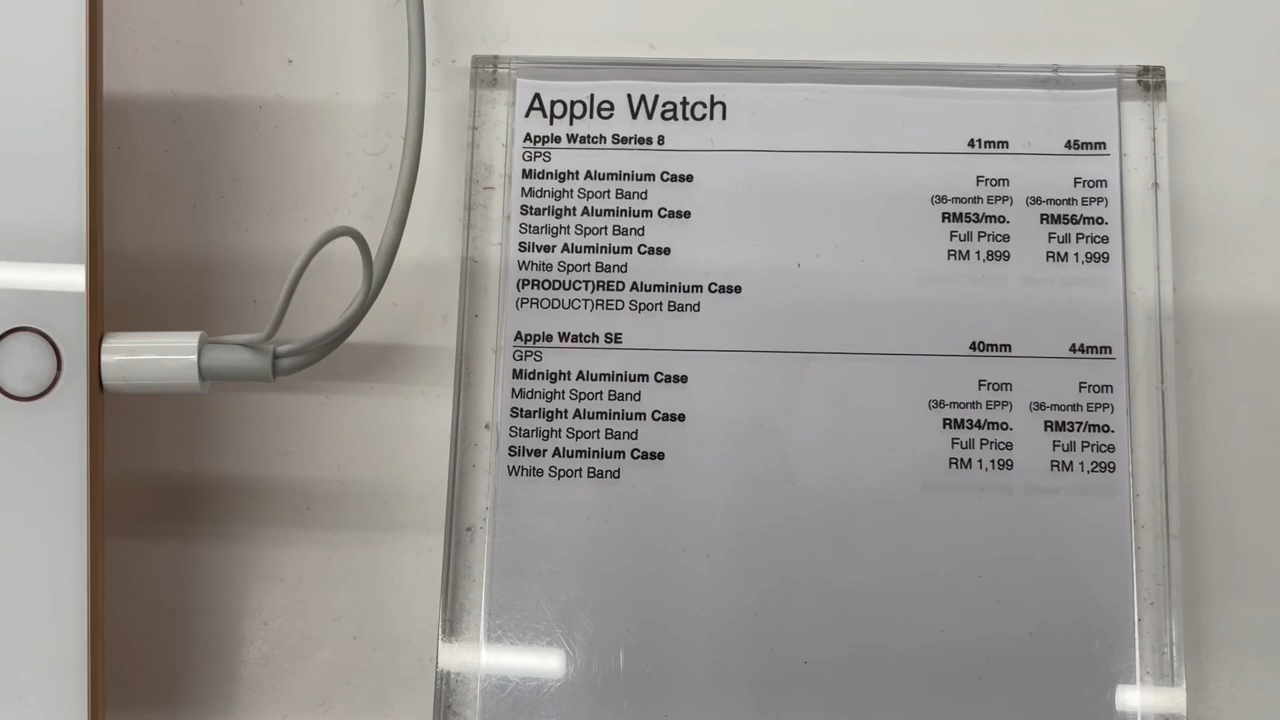 Apple Watch
Apple Watch Series 8 41mm 45mm
GPS
Midnight Aluminium Case From From
Midnight Sport Band (36-month EPP) (36-month EPP)
Starlight Aluminium Case RM53/mo. RM56/mo.
Starlight Sport Band Full Price Full Price
Silver Aluminium Case RM 1,899 RM 1,999
White Sport Band
(PRODUCT)RED Aluminium Case
(PRODUCT)RED Sport Band
Apple Watch SE 40mm 44mm
GPS
Midnight Aluminium Case From From
Midnight Sport Band (36-month EPP) (36-month EPP)
Starlight Aluminium Case RM34/mo. RM37/mo.
Starlight Sport Band Full Price Full Price
Silver Aluminium Case RM 1,199 RM 1,299
White Sport Band